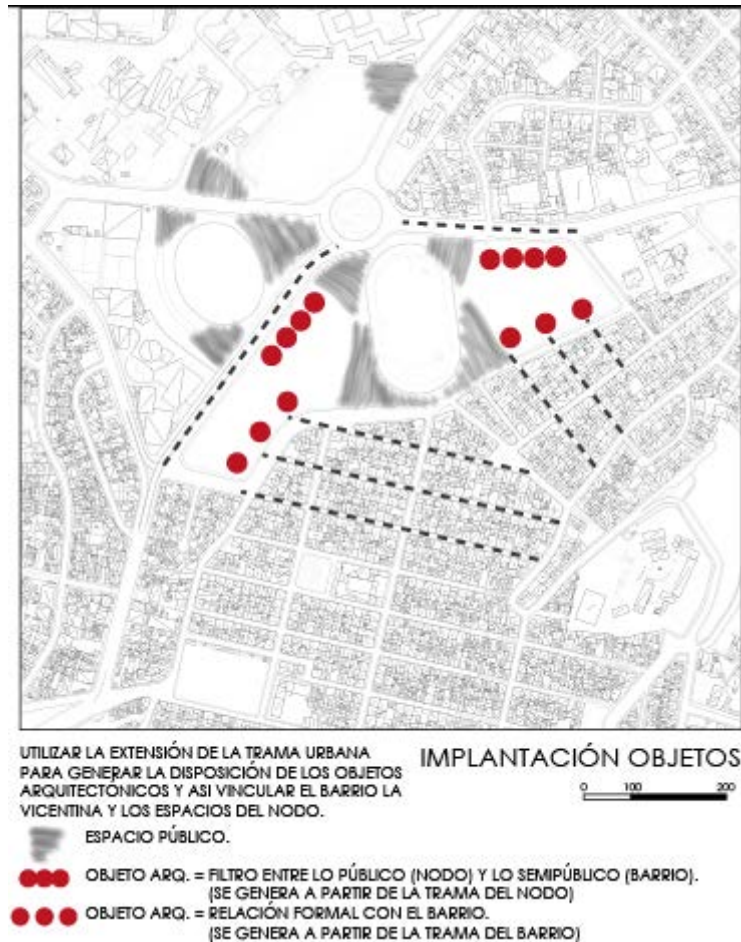 UTILIZAR LA EXTENSIÓN DE LA TRAMA URBANA
PARA GENERAR LA DISPOSICIÓN DE LOS OBJETOS
ARQUITECTÓNICOS Y ASI VINCULAR EL BARRIO LA
VICENTINA Y LOS ESPACIOS DEL NODO.
IMPLANTACIÓN OBJETOS
0 100 200
ESPACIO PÚBLICO.
OBJETO ARQ. = FILTRO ENTRE LO PÚBLICO (NODO) Y LO SEMIPÚBLICO (BARRIO).
(SE GENERA A PARTIR DE LA TRAMA DEL NODO)
OBJETO ARQ. = RELACIÓN FORMAL CON EL BARRIO.
(SE GENERA A PARTIR DE LA TRAMA DEL BARRIO)